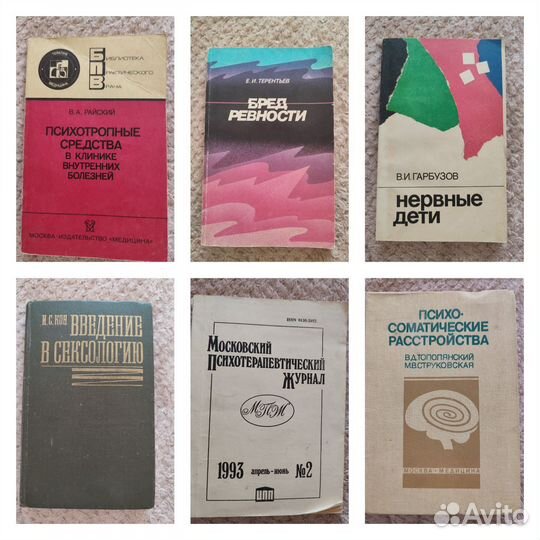 БИБЛИОТЕКА
ПРАКТИЧЕСКОГО
ВРАЧА
В.А. РАЙСКИЙ
ПСИХОТРОПНЫЕ
СРЕДСТВА
В КЛИНИКЕ
ВНУТРЕННИХ
БОЛЕЗНЕЙ
МОСКВА·ИЗДАТЕЛЬСТВО «МЕДИЦИНА»
Е. И. ТЕРЕНТЬЕВ
БРЕД
РЕВНОСТИ
В.И. ГАРБУЗОВ
НЕРВНЫЕ
ДЕТИ
И.С. КОН
ВВЕДЕНИЕ
В СЕКСОЛОГИЮ
МОСКОВСКИЙ
ПСИХОТЕРАПЕВТИЧЕСКИЙ
ЖУРНАЛ
МПЖ
1993 апрель - июнь №2
ПСИХО-
СОМАТИЧЕСКИЕ
РАССТРОЙСТВА
В.Д.ТОПОЛЯНСКИЙ
М.В.СТРУКОВСКАЯ
МОСКВА·МЕДИЦИНА
Avito